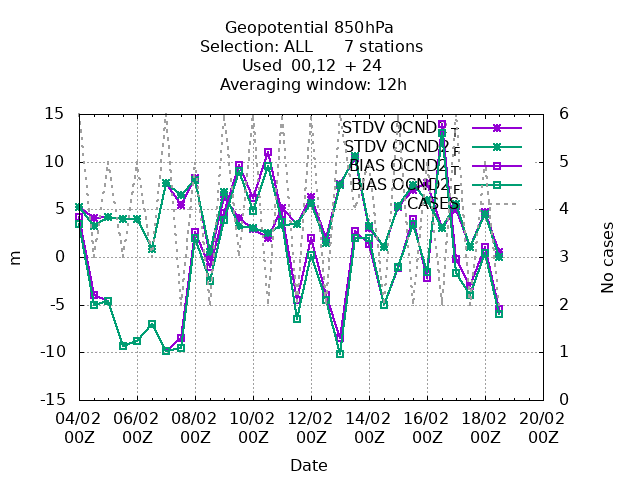 Geopotential 850hPa
Selection: ALL 7 stations
Used 00,12 + 24
Averaging window: 12h
STDV OCND2_T
STDV OCND2_F
BIAS OCND2_T
BIAS OCND2_F
CASES
15
10
5
0
-5
-10
-15
m
6
5
4
3
2
1
0
No cases
04/02 06/02 08/02 10/02 12/02 14/02 16/02 18/02 20/02
00Z 00Z 00Z 00Z 00Z 00Z 00Z 00Z 00Z
Date